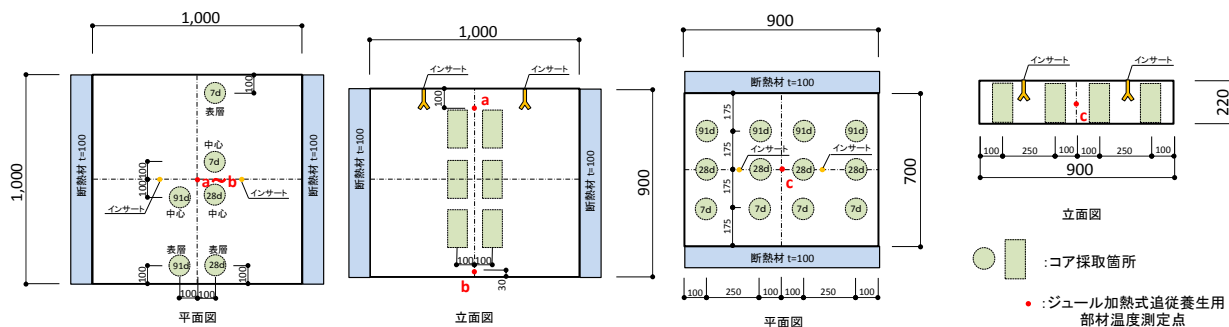 1,000
断熱材 t=100
断熱材 t=100
1,000
100
7d
表層
中心
7d
100
100
a~b
インサート
インサート
91d
中心
28d
中心
表層
91d
表層
28d
100
100
100
100
平面図
1,000
インサート
インサート
100
a
断熱材 t=100
900
100
100
b
30
立面図
900
断熱材 t=100
175
91d
91d
91d
91d
175
インサート
インサート
28d
28d
28d
28d
c
175
7d
7d
7d
7d
175
700
断熱材 t=100
100
250
100
100
250
100
平面図
インサート
インサート
c
220
100
250
100
100
250
100
900
立面図
:コア採取箇所
:ジュール加熱式追従養生用
部材温度測定点